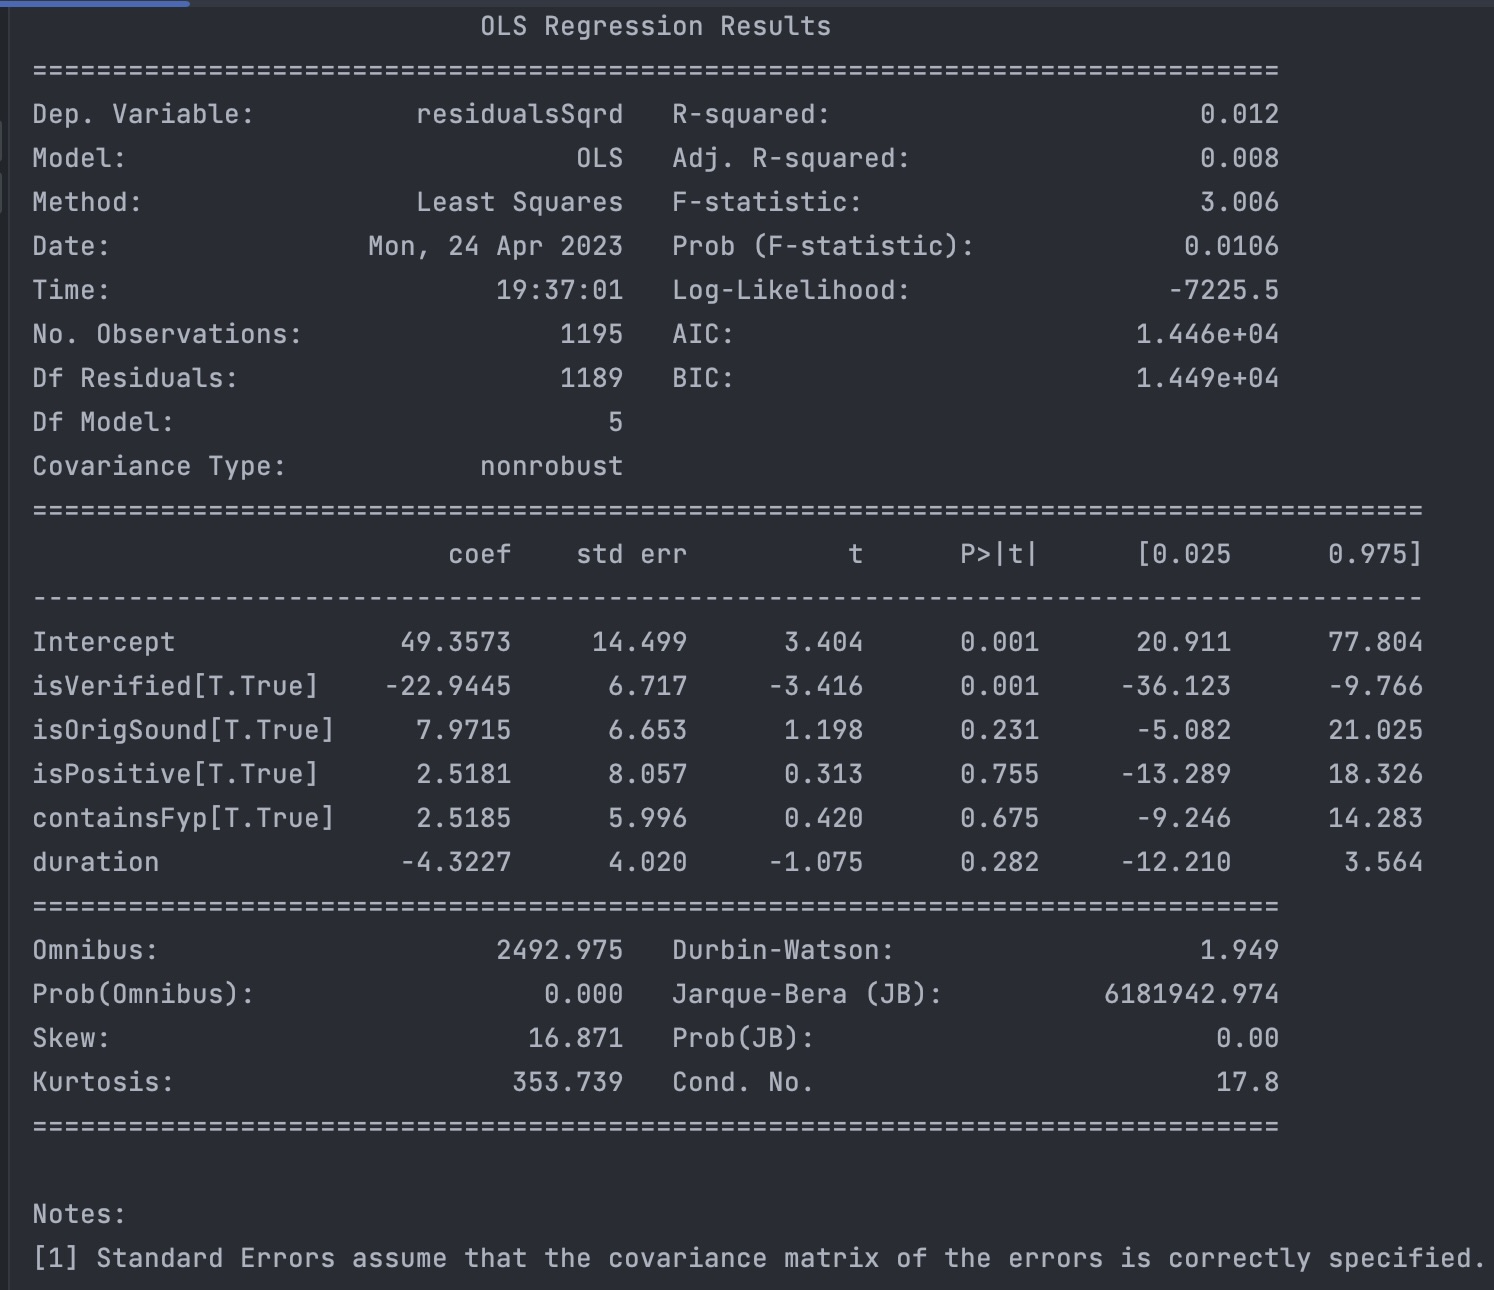 OLS Regression Results
==============================================================================
Dep. Variable: residualsSqrd R-squared: 0.012
Model: OLS Adj. R-squared: 0.008
Method: Least Squares F-statistic: 3.006
Date: Mon, 24 Apr 2023 Prob (F-statistic): 0.0106
Time: 19:37:01 Log-Likelihood: -7225.5
No. Observations: 1195 AIC: 1.446e+04
Df Residuals: 1189 BIC: 1.449e+04
Df Model: 5
Covariance Type: nonrobust
=======================================================================================
coef std err t P>|t| [0.025 0.975]
---------------------------------------------------------------------------------------
Intercept 49.3573 14.499 3.404 0.001 20.911 77.804
isVerified[T.True] -22.9445 6.717 -3.416 0.001 -36.123 -9.766
isOrigSound[T.True] 7.9715 6.653 1.198 0.231 -5.082 21.025
isPositive[T.True] 2.5181 8.057 0.313 0.755 -13.289 18.326
containsFyp[T.True] 2.5185 5.996 0.420 0.675 -9.246 14.283
duration -4.3227 4.020 -1.075 0.282 -12.210 3.564
==============================================================================
Omnibus: 2492.975 Durbin-Watson: 1.949
Prob(Omnibus): 0.000 Jarque-Bera (JB): 6181942.974
Skew: 16.871 Prob(JB): 0.00
Kurtosis: 353.739 Cond. No. 17.8
==============================================================================
Notes:
[1] Standard Errors assume that the covariance matrix of the errors is correctly specified.